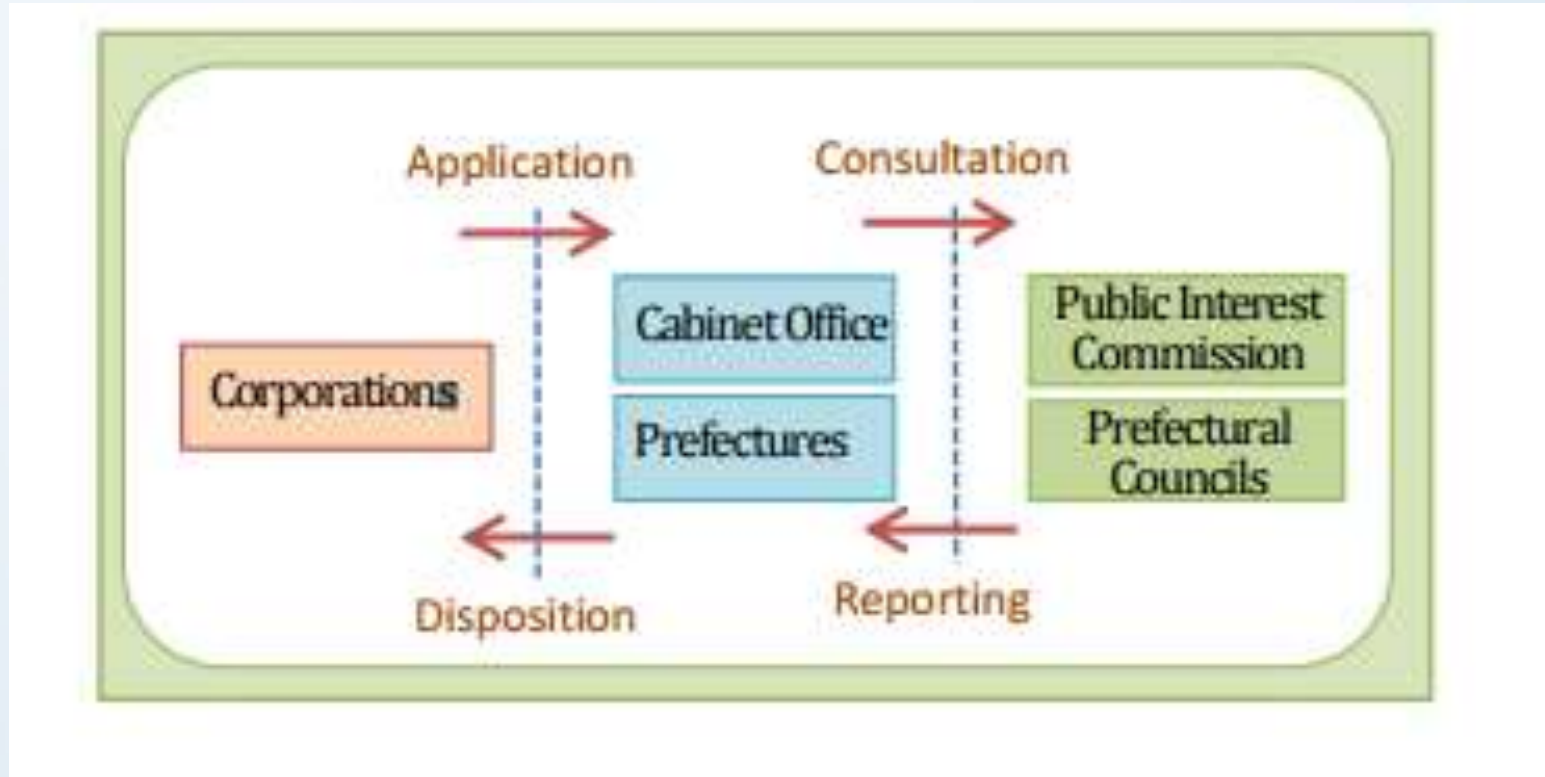 Application
Consultation
Corporations
Cabinet Office
Prefectures
Public Interest
Commission
Prefectural
Councils
Disposition
Reporting